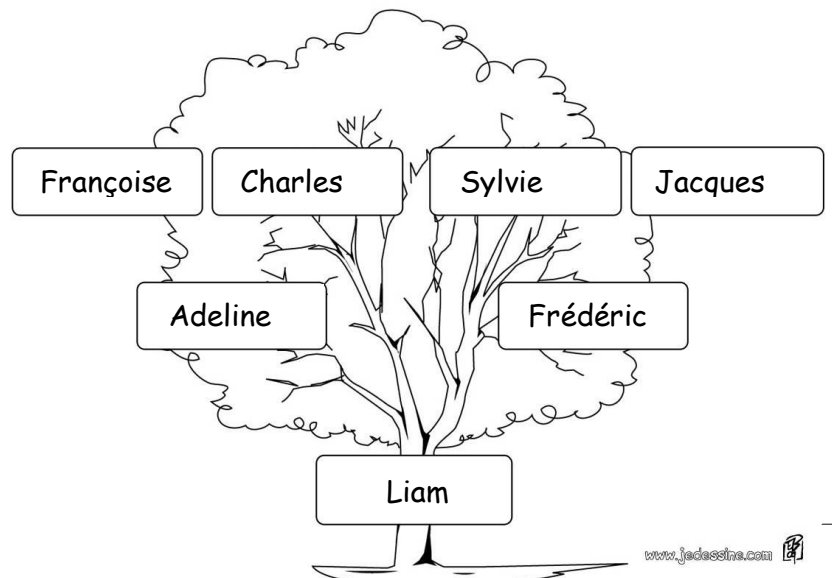 Françoise Charles Sylvie Jacques
Adeline Frédéric
Liam
www.jedessine.com